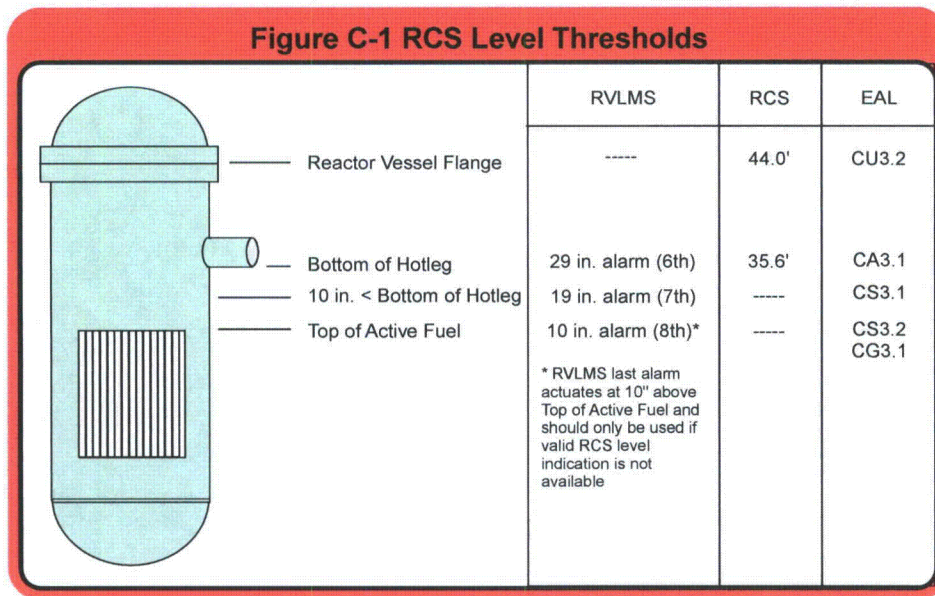 Figure C-1 RCS Level Thresholds
RVLMS RCS EAL
Reactor Vessel Flange ----- 44.0' CU3.2
Bottom of Hotleg 29 in. alarm (6th) 35.6' CA3.1
10 in. < Bottom of Hotleg 19 in. alarm (7th) ----- CS3.1
Top of Active Fuel 10 in. alarm (8th)* ----- CS3.2
CG3.1
* RVLMS last alarm
actuates at 10" above
Top of Active Fuel and
should only be used if
valid RCS level
indication is not
available